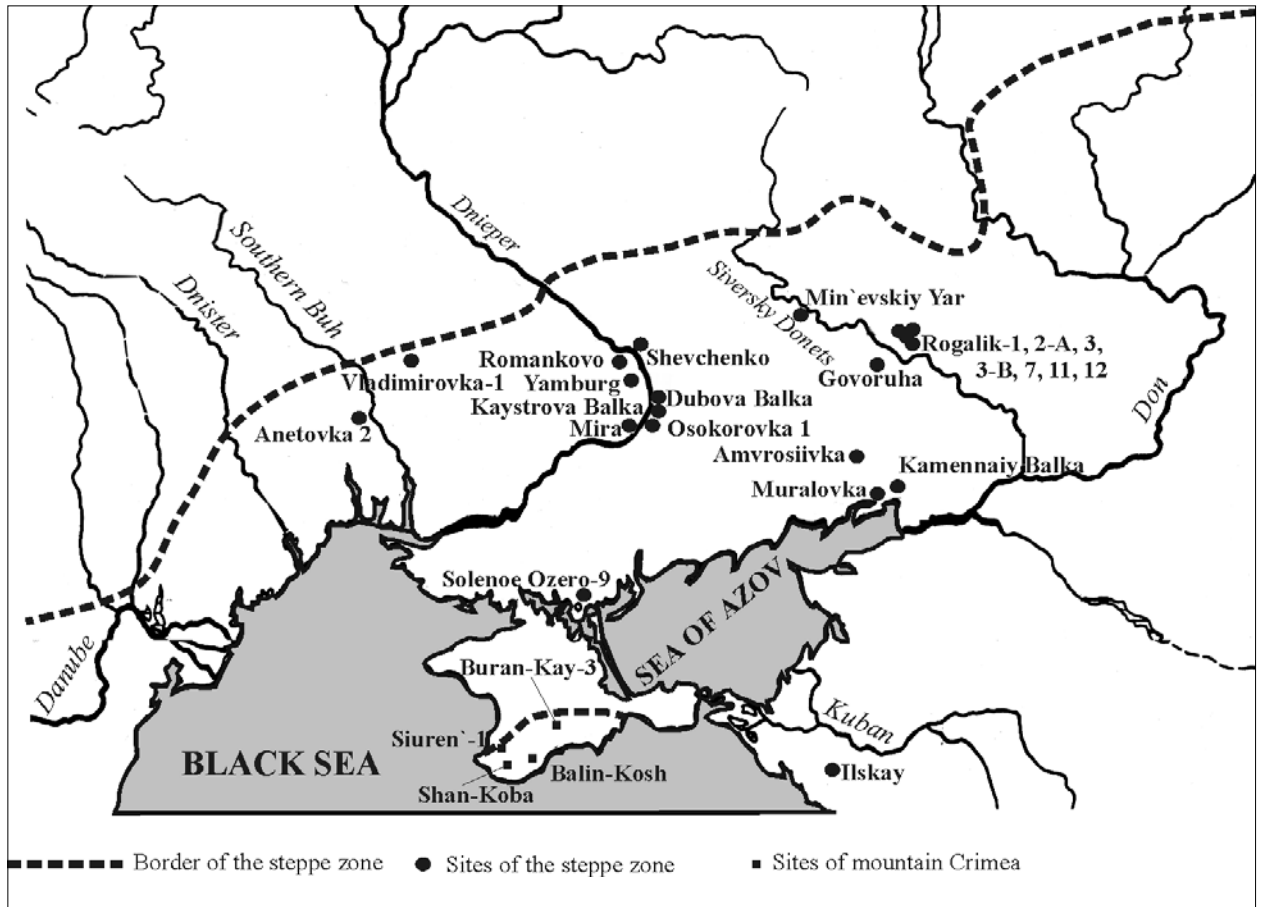 Dnieper
Southern Buh
Dnister
Siversky Donets
Min`evskiy Yar
Romankovo
Shevchenko
Rogalik-1, 2-A, 3,
3-B, 7, 11, 12
Vladimirovka-1
Yamburg
Govoruha
Kaystrova Balka
Dubova Balka
Don
Anetovka 2
Mira
Osokorovka 1
Amvrosiivka
Kamennaiy Balka
Muralovka
Solenoe Ozero-9
SEA OF AZOV
Danube
Buran-Kay-3
Kuban
Siuren`-1
BLACK SEA
Balin-Kosh
Ilskay
Shan-Koba
Border of the steppe zone
Sites of the steppe zone
Sites of mountain Crimea